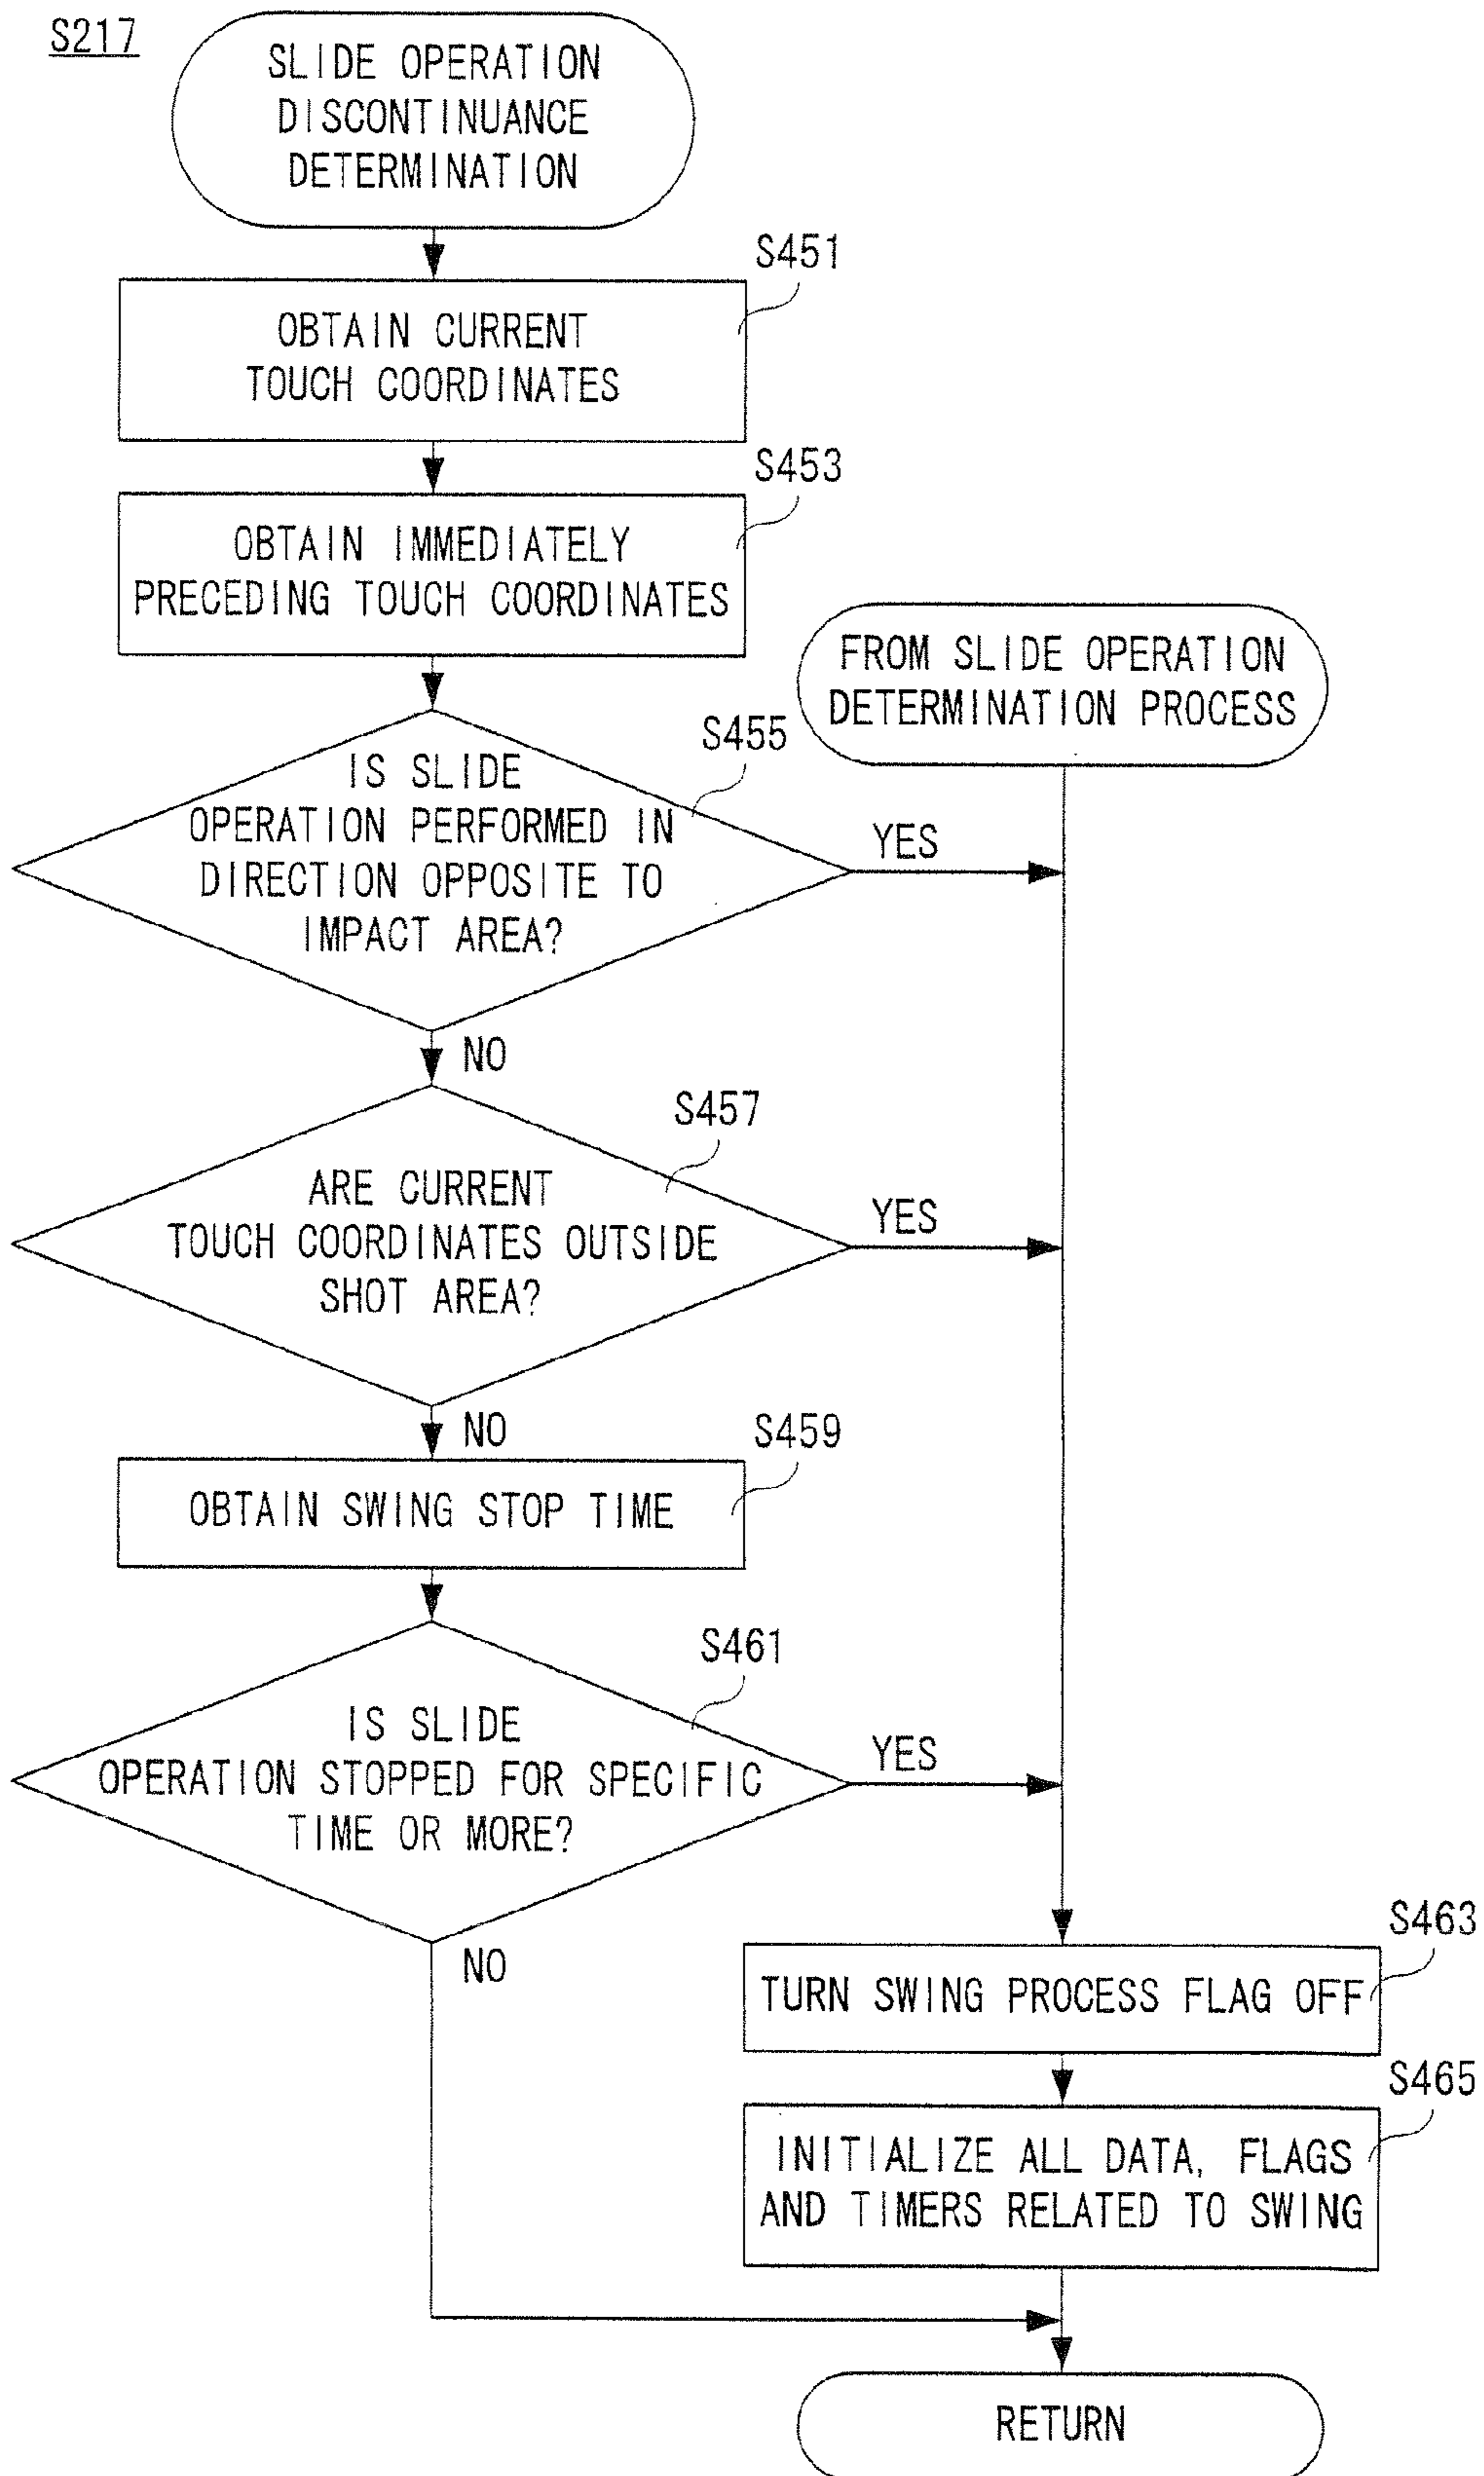 S217
SLIDE OPERATION
DISCONTINUANCE
DETERMINATION
S451
OBTAIN CURRENT
TOUCH COORDINATES
S453
OBTAIN IMMEDIATELY
PRECEDING TOUCH COORDINATES
FROM SLIDE OPERATION
DETERMINATION PROCESS
S455
IS SLIDE
OPERATION PERFORMED IN
DIRECTION OPPOSITE TO
IMPACT AREA?
YES
NO
S457
ARE CURRENT
TOUCH COORDINATES OUTSIDE
SHOT AREA?
YES
NO
S459
OBTAIN SWING STOP TIME
S461
IS SLIDE
OPERATION STOPPED FOR SPECIFIC
TIME OR MORE?
YES
NO
S463
TURN SWING PROCESS FLAG OFF
S465
INITIALIZE ALL DATA, FLAGS
AND TIMERS RELATED TO SWING
RETURN